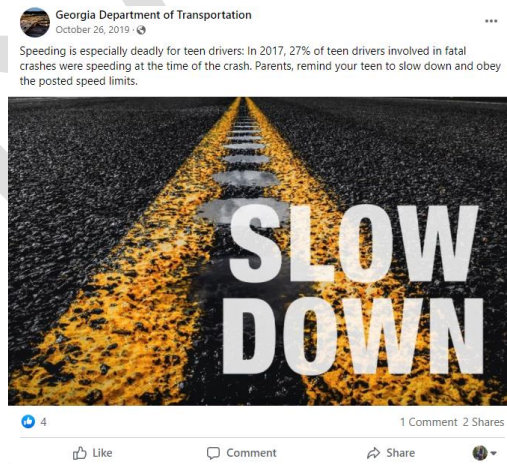 Georgia Department of Transportation
October 26, 2019 ·
Speeding is especially deadly for teen drivers: In 2017, 27% of teen drivers involved in fatal
crashes were speeding at the time of the crash. Parents, remind your teen to slow down and obey
the posted speed limits.
SLOW
DOWN
4
1 Comment 2 Shares
Like
Comment
Share